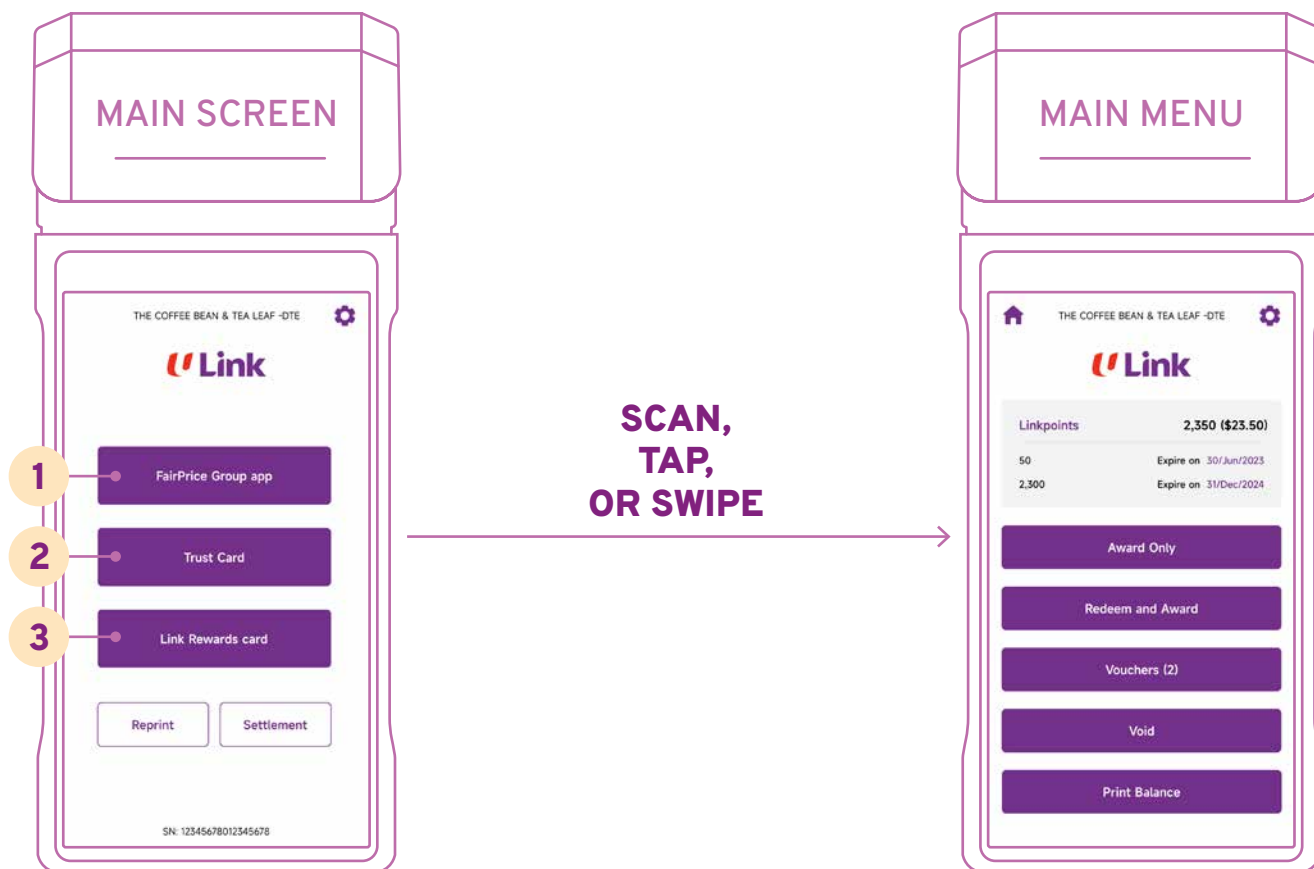 MAIN SCREEN
THE COFFEE BEAN & TEA LEAF -DTE
Link
1
FairPrice Group app
2
Trust Card
3
Link Rewards card
Reprint
Settlement
SN: 12345678012345678
SCAN,
TAP,
OR SWIPE
MAIN MENU
THE COFFEE BEAN & TEA LEAF -DTE
Link
Linkpoints 2,350 ($23.50)
50 Expire on 30/Jun/2023
2,300 Expire on 31/Dec/2024
Award Only
Redeem and Award
Vouchers (2)
Void
Print Balance